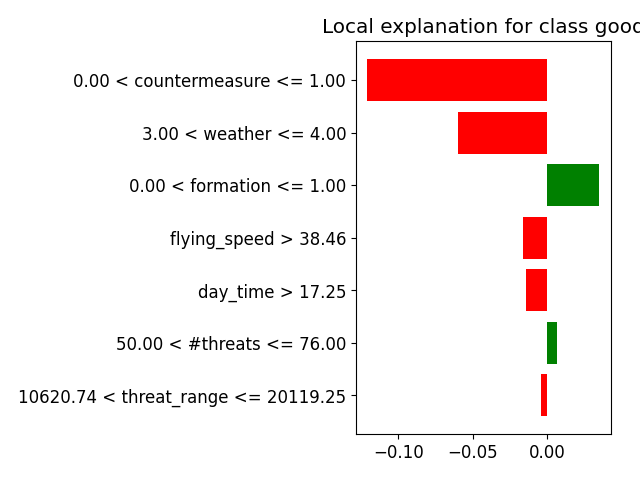 Local explanation for class good
0.00 < countermeasure <= 1.00
3.00 < weather <= 4.00
0.00 < formation <= 1.00
flying_speed > 38.46
day_time > 17.25
50.00 < #threats <= 76.00
10620.74 < threat_range <= 20119.25
−0.10 −0.05 0.00